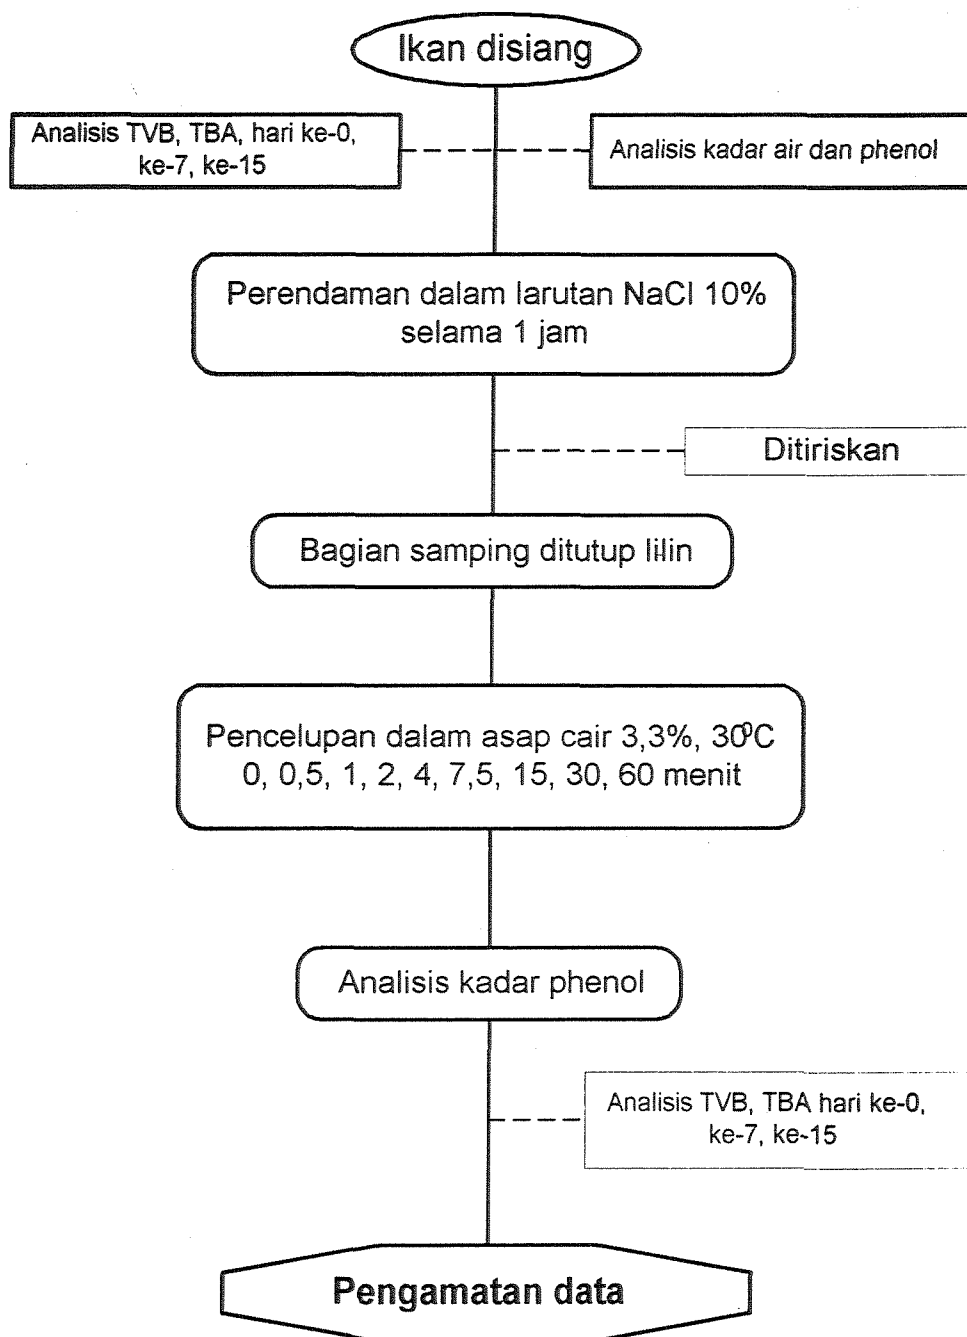 Ikan disiang
Analisis TVB, TBA, hari ke-0,
ke-7, ke-15
Analisis kadar air dan phenol
Perendaman dalam larutan NaCl 10%
selama 1 jam
Ditiriskan
Bagian samping ditutup lilin
Pencelupan dalam asap cair 3,3%, 30⁰C
0, 0,5, 1, 2, 4, 7,5, 15, 30, 60 menit
Analisis kadar phenol
Analisis TVB, TBA hari ke-0,
ke-7, ke-15
Pengamatan data